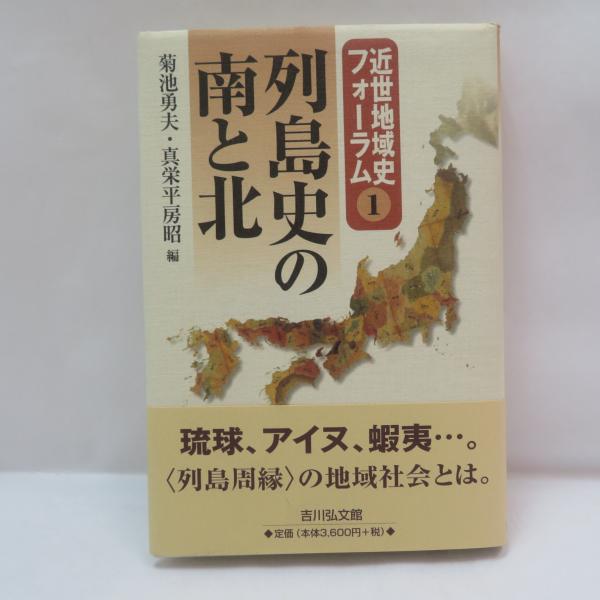 近世地域史
フォーラム
1
列島史の
南と北
菊池勇夫・真栄平房昭 編
琉球、アイヌ、蝦夷…。
〈列島周縁〉の地域社会とは。
吉川弘文館
◆定価（本体3,600円+税）◆